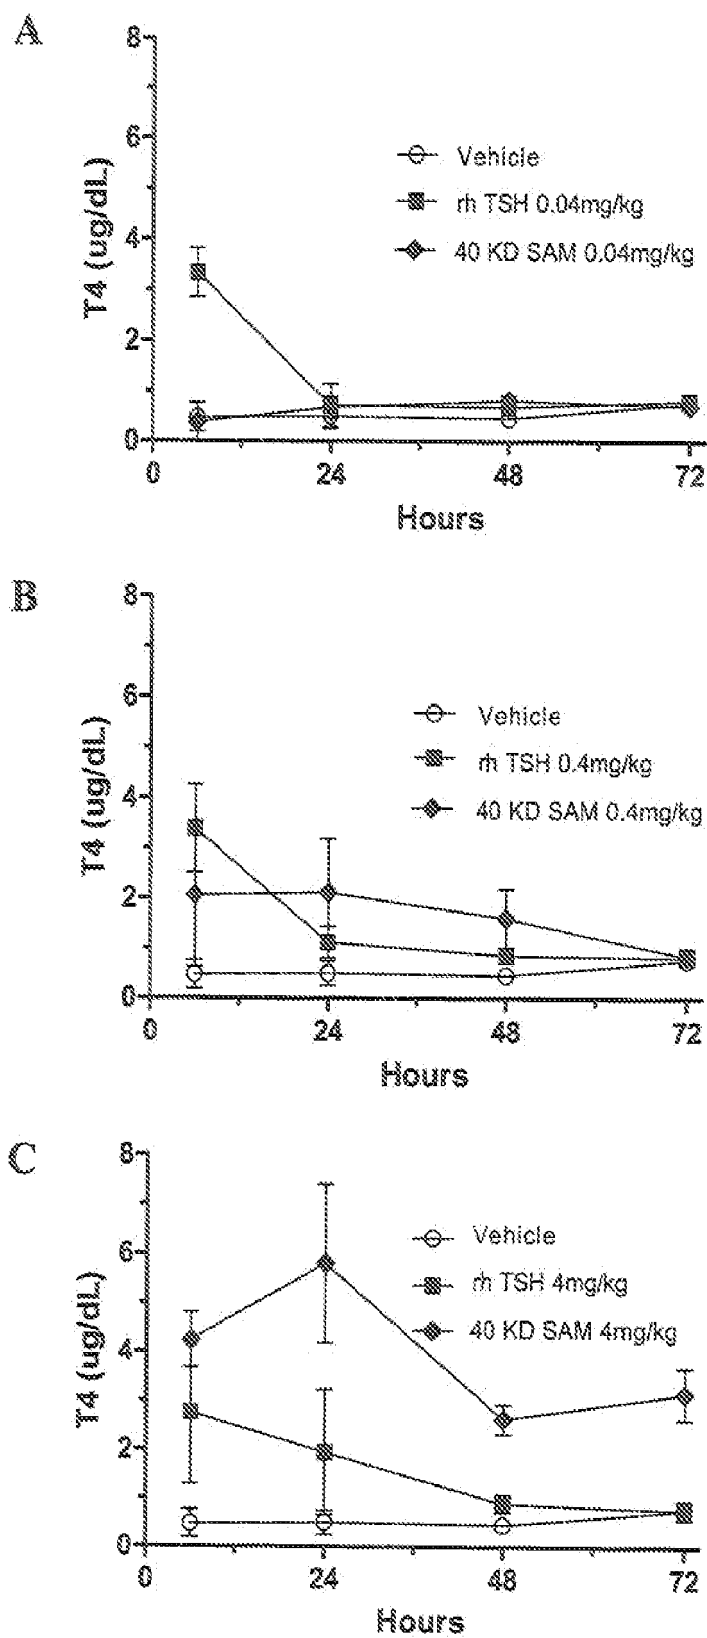 A
8
6
4
2
0
T4 (ug/dL)
Vehicle
rh TSH 0.04mg/kg
40 KD SAM 0.04mg/kg
0 24 48 72
Hours
B
8
6
4
2
0
T4 (ug/dL)
Vehicle
rh TSH 0.4mg/kg
40 KD SAM 0.4mg/kg
0 24 48 72
Hours
C
8
6
4
2
0
T4 (ug/dL)
Vehicle
rh TSH 4mg/kg
40 KD SAM 4mg/kg
0 24 48 72
Hours